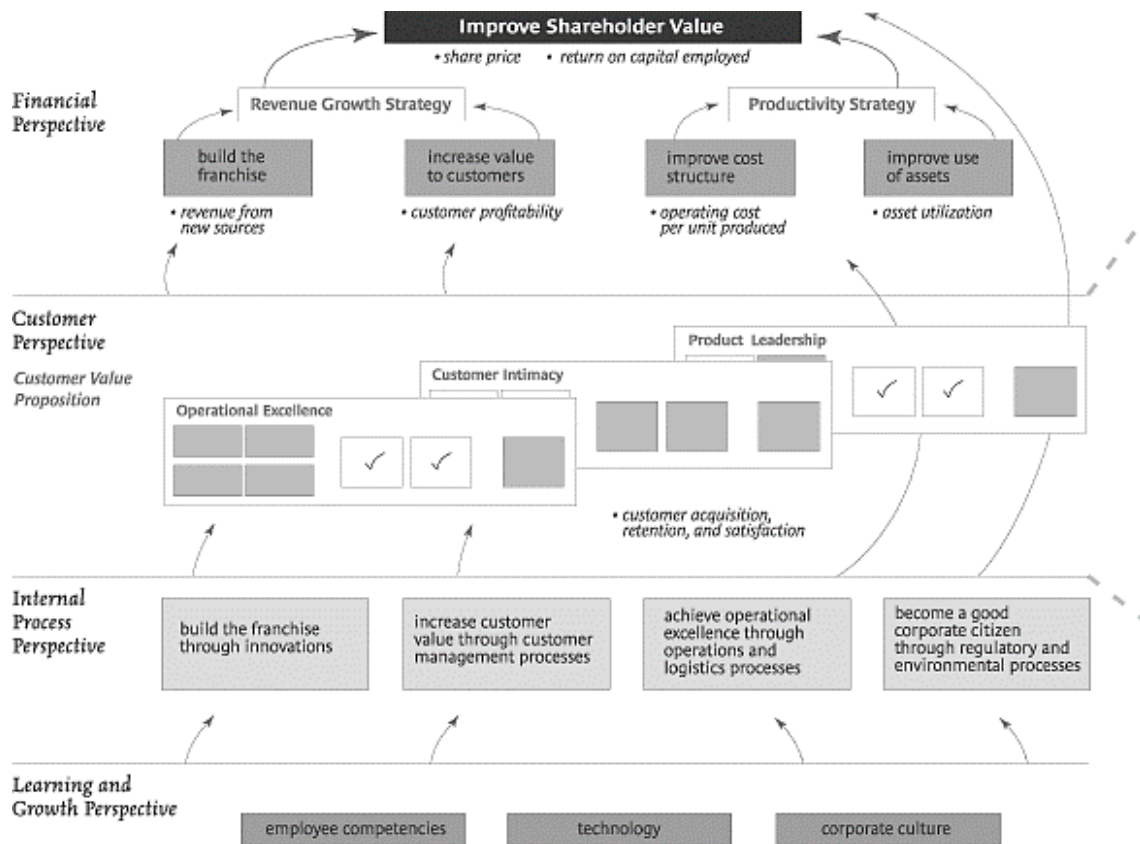 Improve Shareholder Value
• share price • return on capital employed
Financial
Perspective
Revenue Growth Strategy
Productivity Strategy
build the
franchise
increase value
to customers
improve cost
structure
improve use
of assets
• revenue from
new sources
• customer profitability
• operating cost
per unit produced
• asset utilization
Customer
Perspective
Customer Value
Proposition
Product Leadership
Customer Intimacy
Operational Excellence
• customer acquisition,
retention, and satisfaction
Internal
Process
Perspective
build the franchise
through innovations
increase customer
value through customer
management processes
achieve operational
excellence through
operations and
logistics processes
become a good
corporate citizen
through regulatory and
environmental processes
Learning and
Growth Perspective
employee competencies
technology
corporate culture